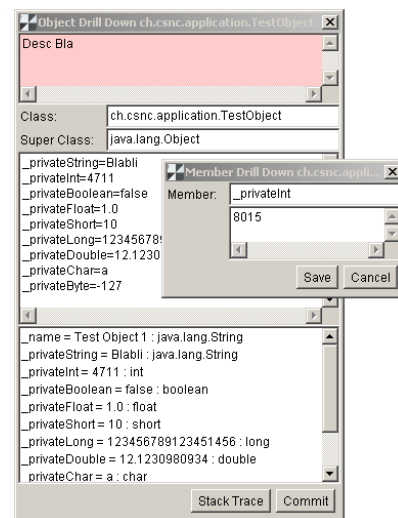 Object Drill Down ch.csnc.application.TestObject
Desc Bla
Class: ch.csnc.application.TestObject
Super Class: java.lang.Object
_privateString=Blabli
_privateInt=4711
_privateBoolean=false
_privateFloat=1.0
_privateShort=10
_privateLong=12345678
_privateDouble=12.1230
_privateChar=a
_privateByte=-127
Member Drill Down ch.csnc.appli...
Member: _privateInt
8015
Save Cancel
_name = Test Object 1 : java.lang.String
_privateString = Blabli : java.lang.String
_privateInt = 4711 : int
_privateBoolean = false : boolean
_privateFloat = 1.0 : float
_privateShort = 10 : short
_privateLong = 123456789123451456 : long
_privateDouble = 12.1230980934 : double
_privateChar = a : char
Stack Trace Commit